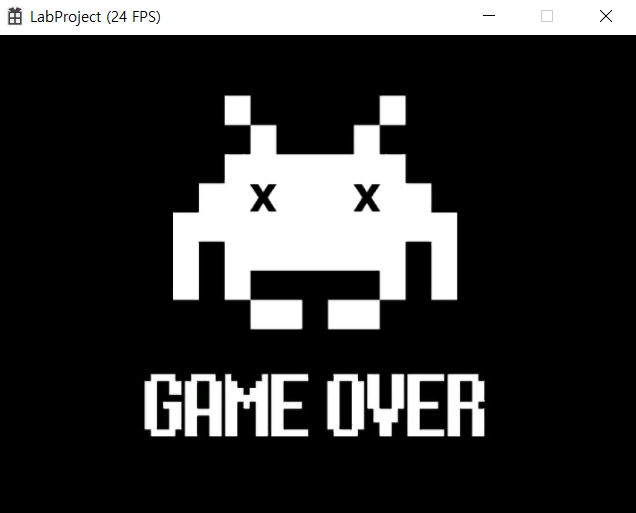 LabProject (24 FPS)
x x
GAME OVER